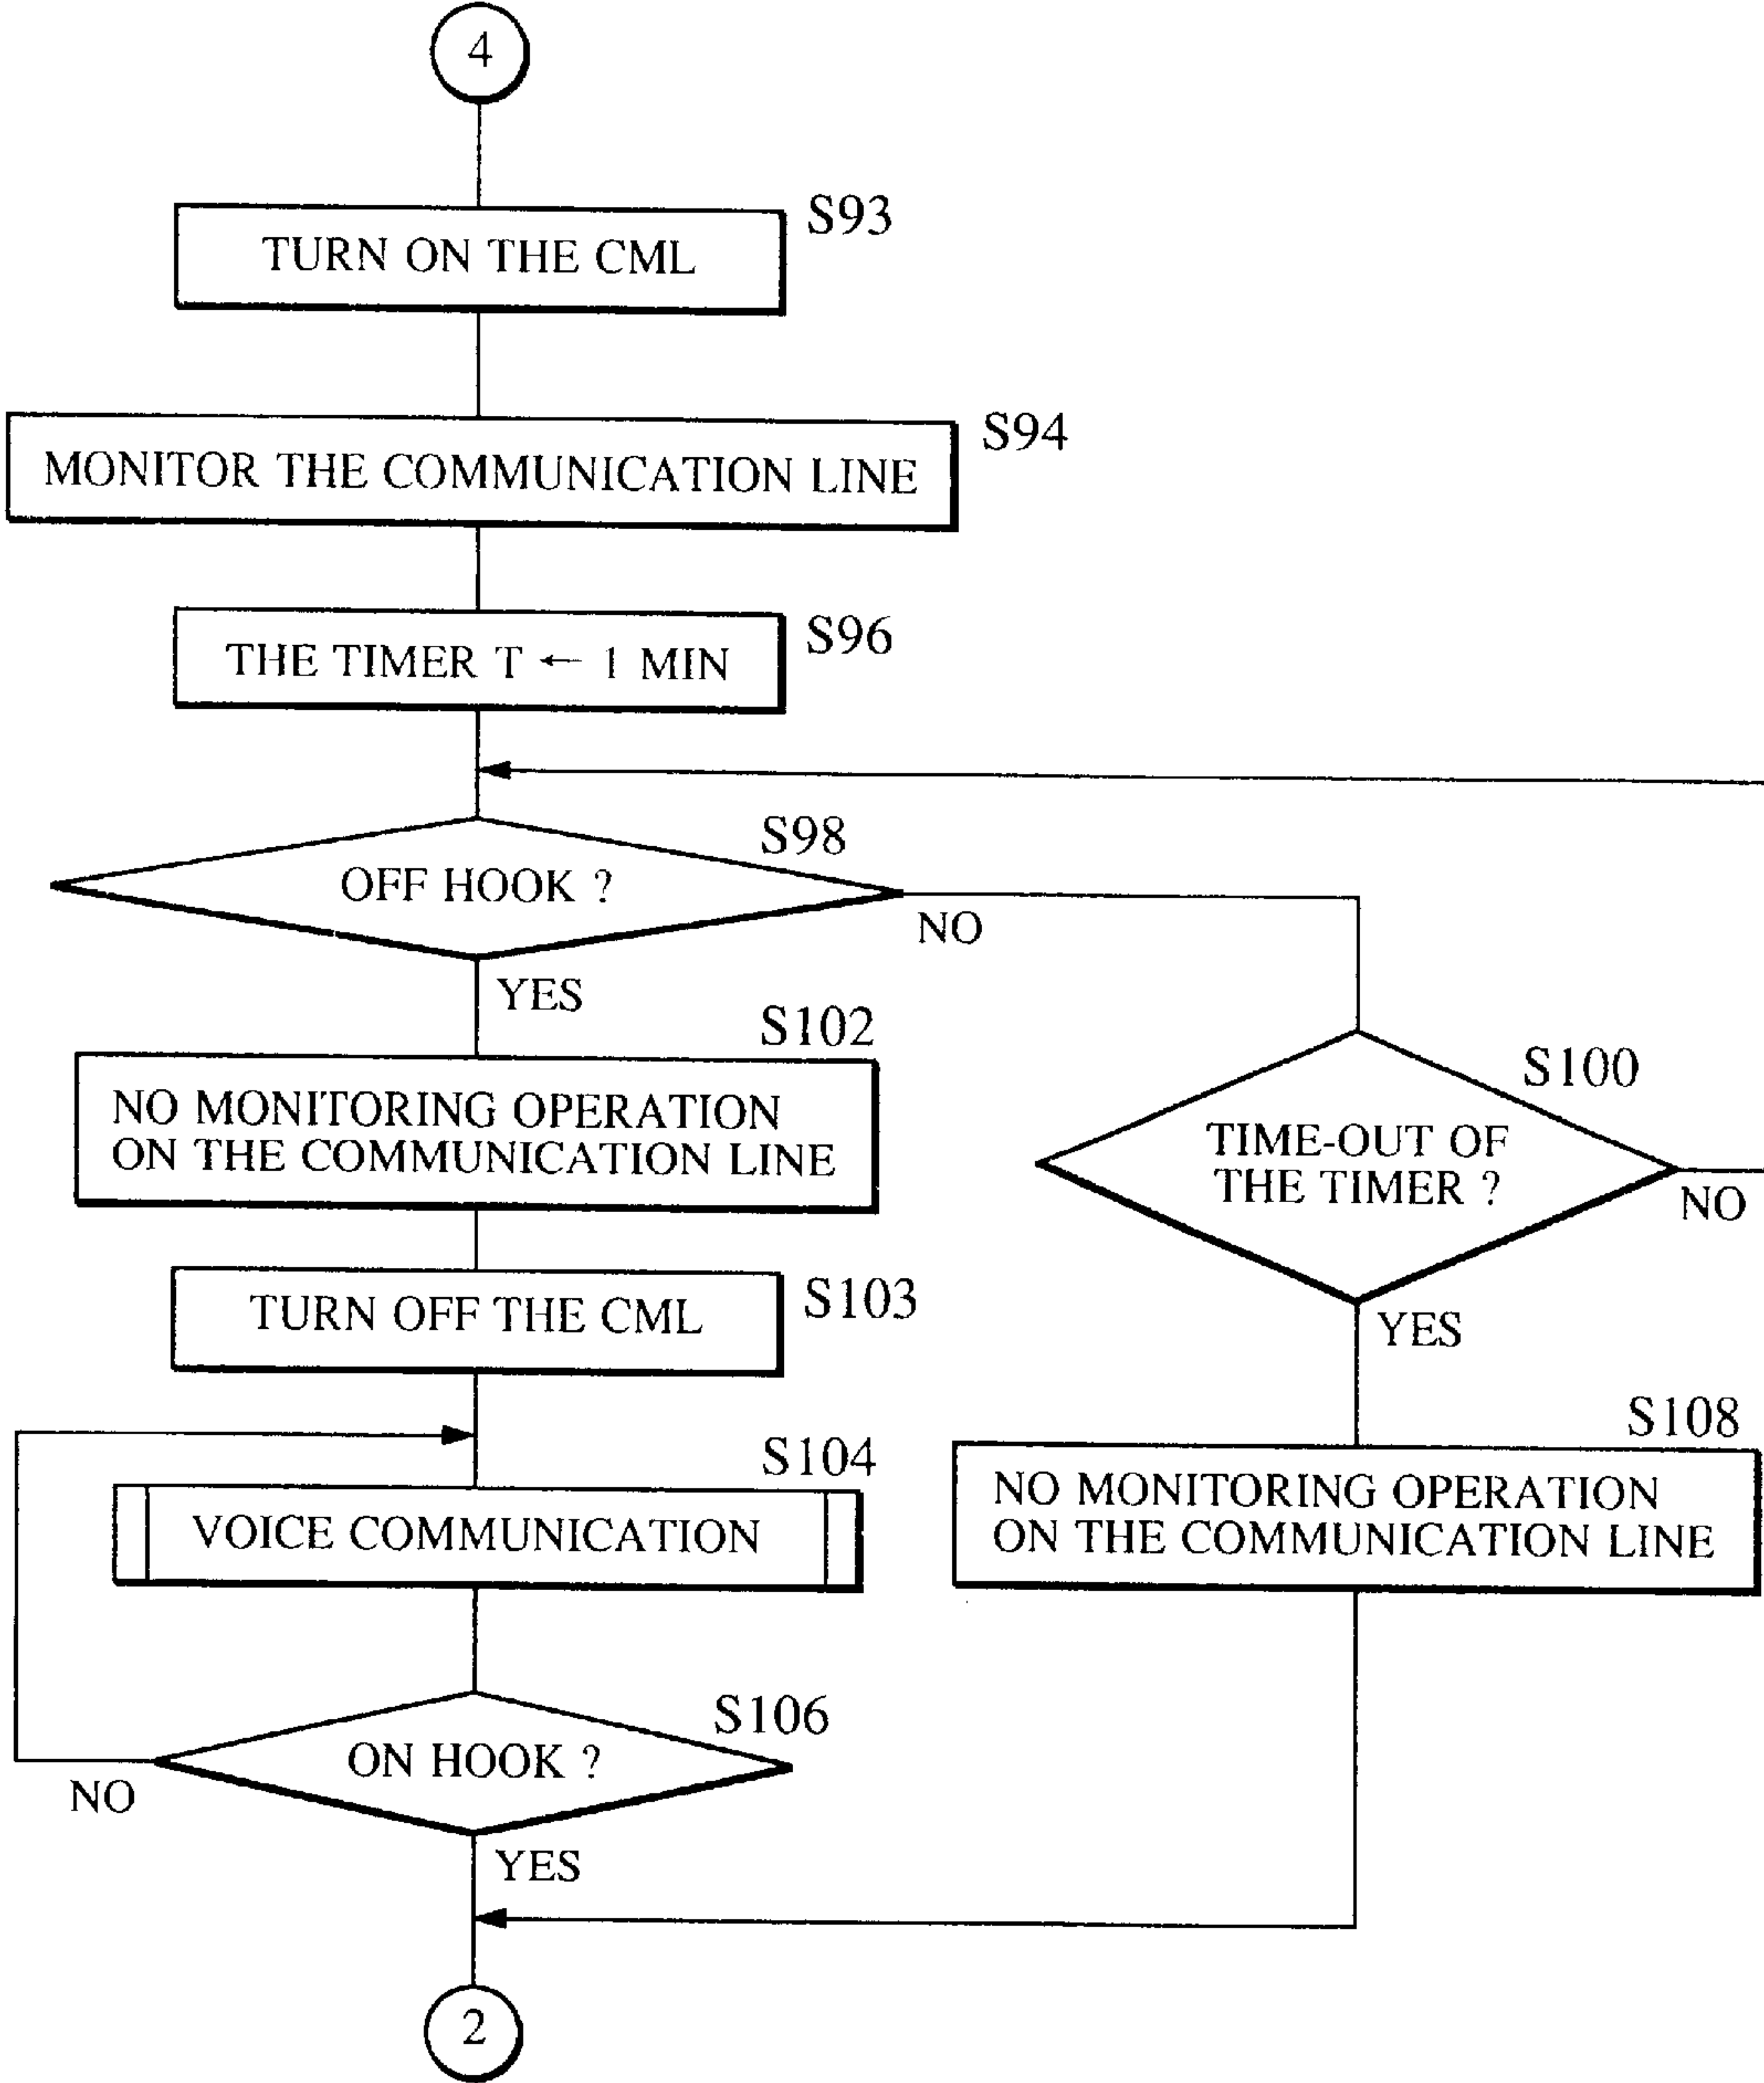 4
S93
TURN ON THE CML
S94
MONITOR THE COMMUNICATION LINE
S96
THE TIMER T ← 1 MIN
S98
OFF HOOK ?
NO
YES
S102
NO MONITORING OPERATION
ON THE COMMUNICATION LINE
S100
TIME-OUT OF
THE TIMER ?
NO
YES
S103
TURN OFF THE CML
S108
NO MONITORING OPERATION
ON THE COMMUNICATION LINE
S104
VOICE COMMUNICATION
S106
ON HOOK ?
NO
YES
2